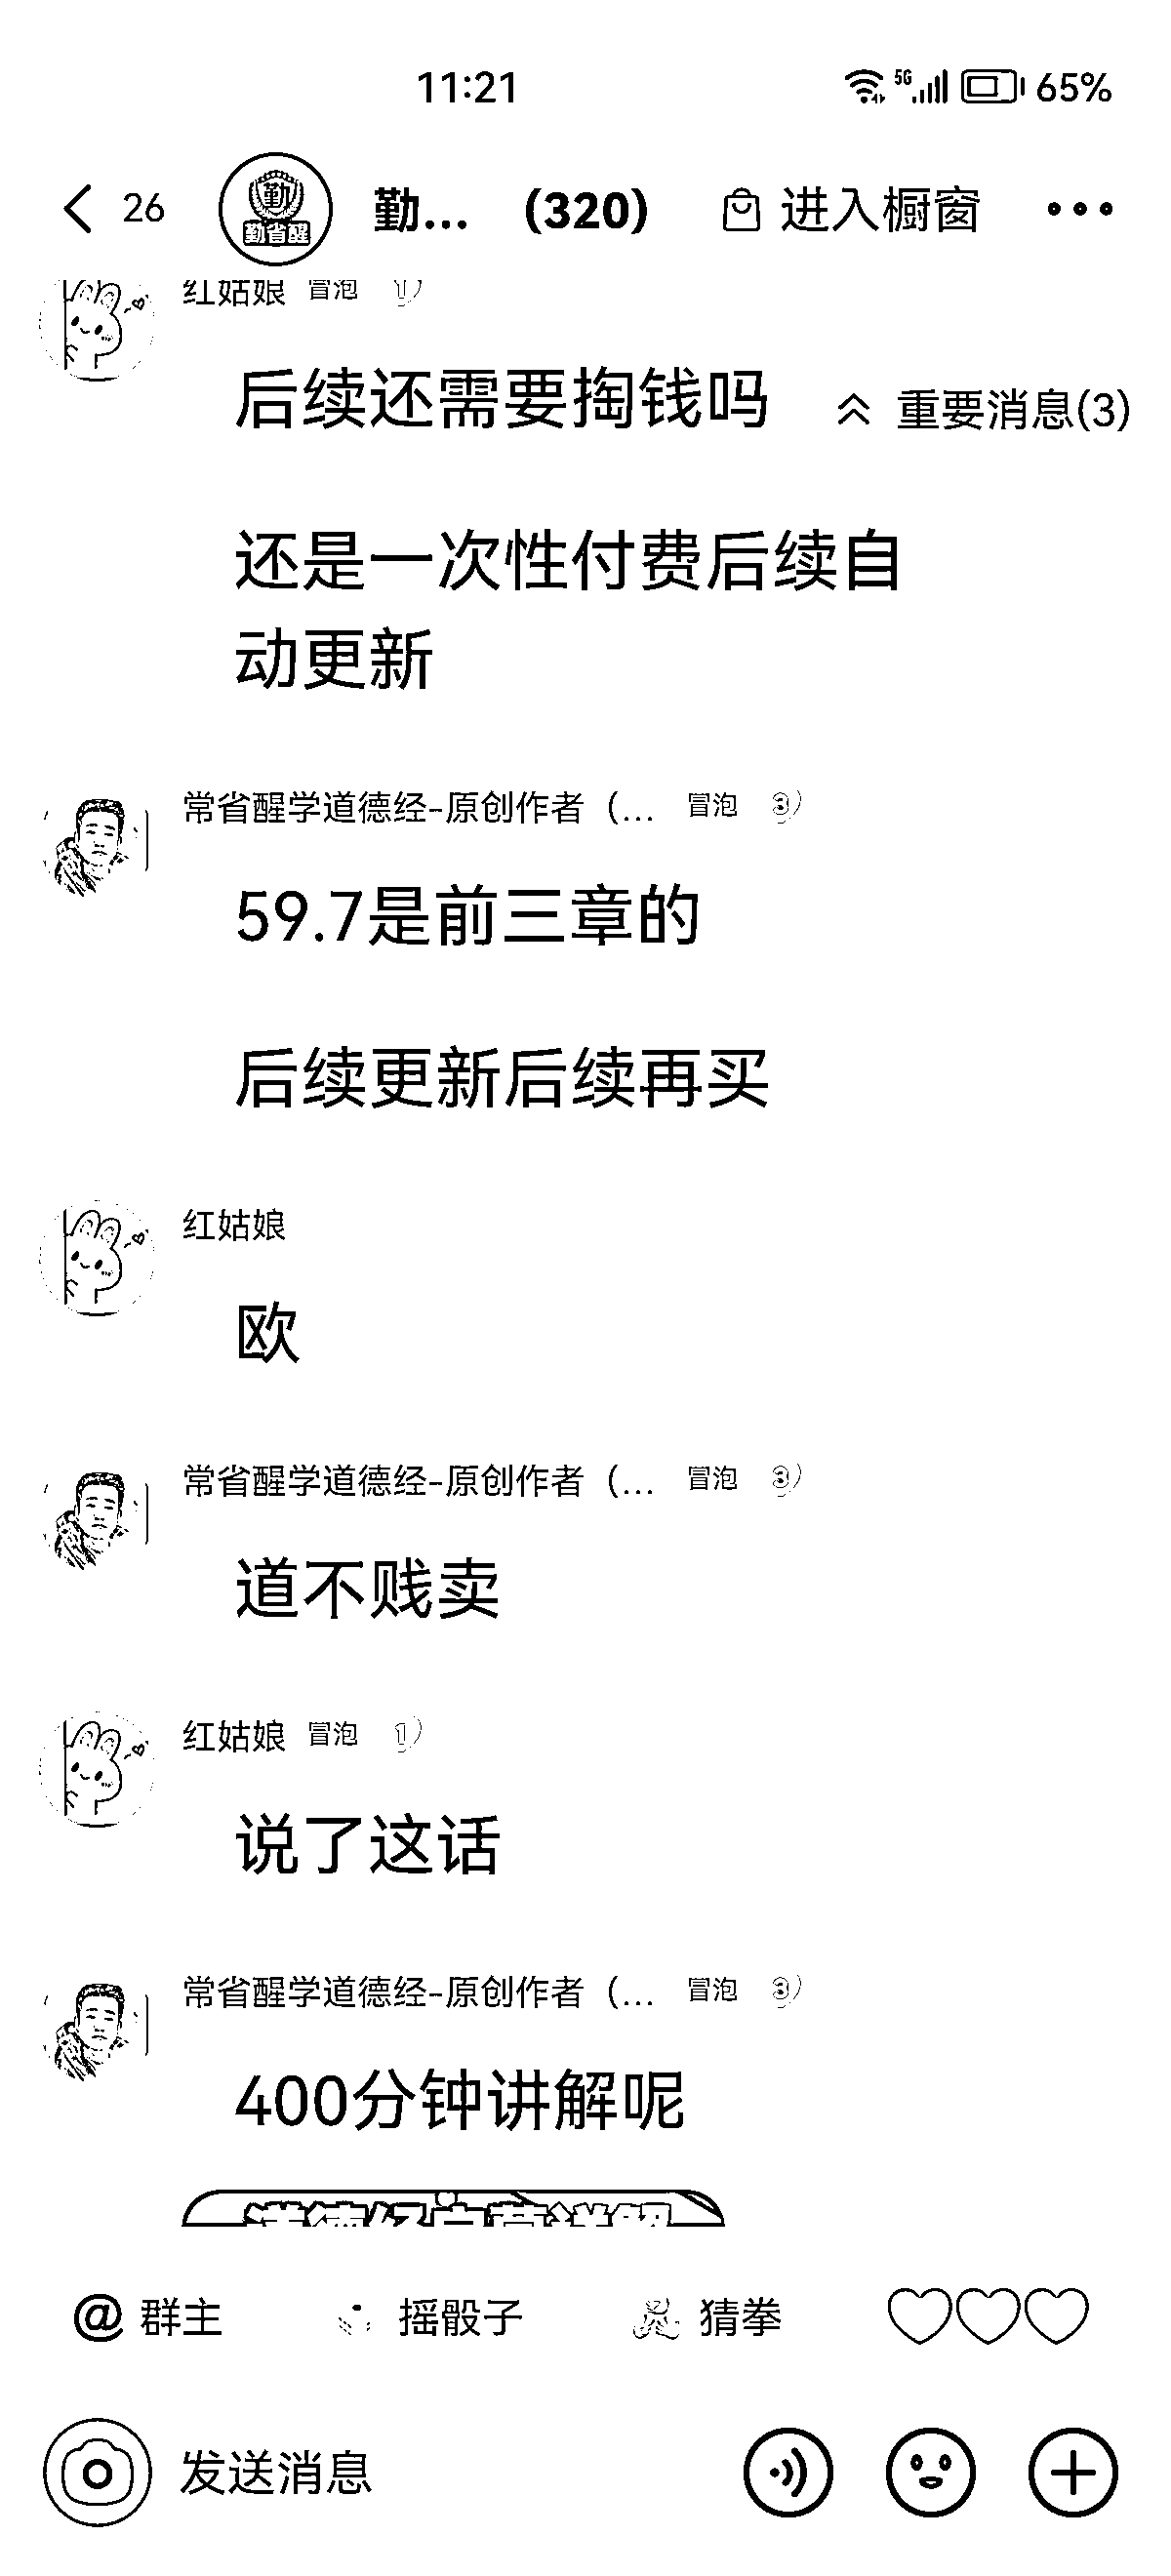 11:21
5G
65%
26
勤
勤省醒
勤... (320)
进入橱窗
红姑娘 冒泡 1
后续还需要掏钱吗
重要消息(3)
还是一次性付费后续自
动更新
常省醒学道德经-原创作者（... 冒泡 3
59.7是前三章的
后续更新后续再买
红姑娘
欧
常省醒学道德经-原创作者（... 冒泡 3
道不贱卖
红姑娘 冒泡 1
说了这话
常省醒学道德经-原创作者（... 冒泡 3
400分钟讲解呢
@ 群主
摇骰子
猜拳
发送消息